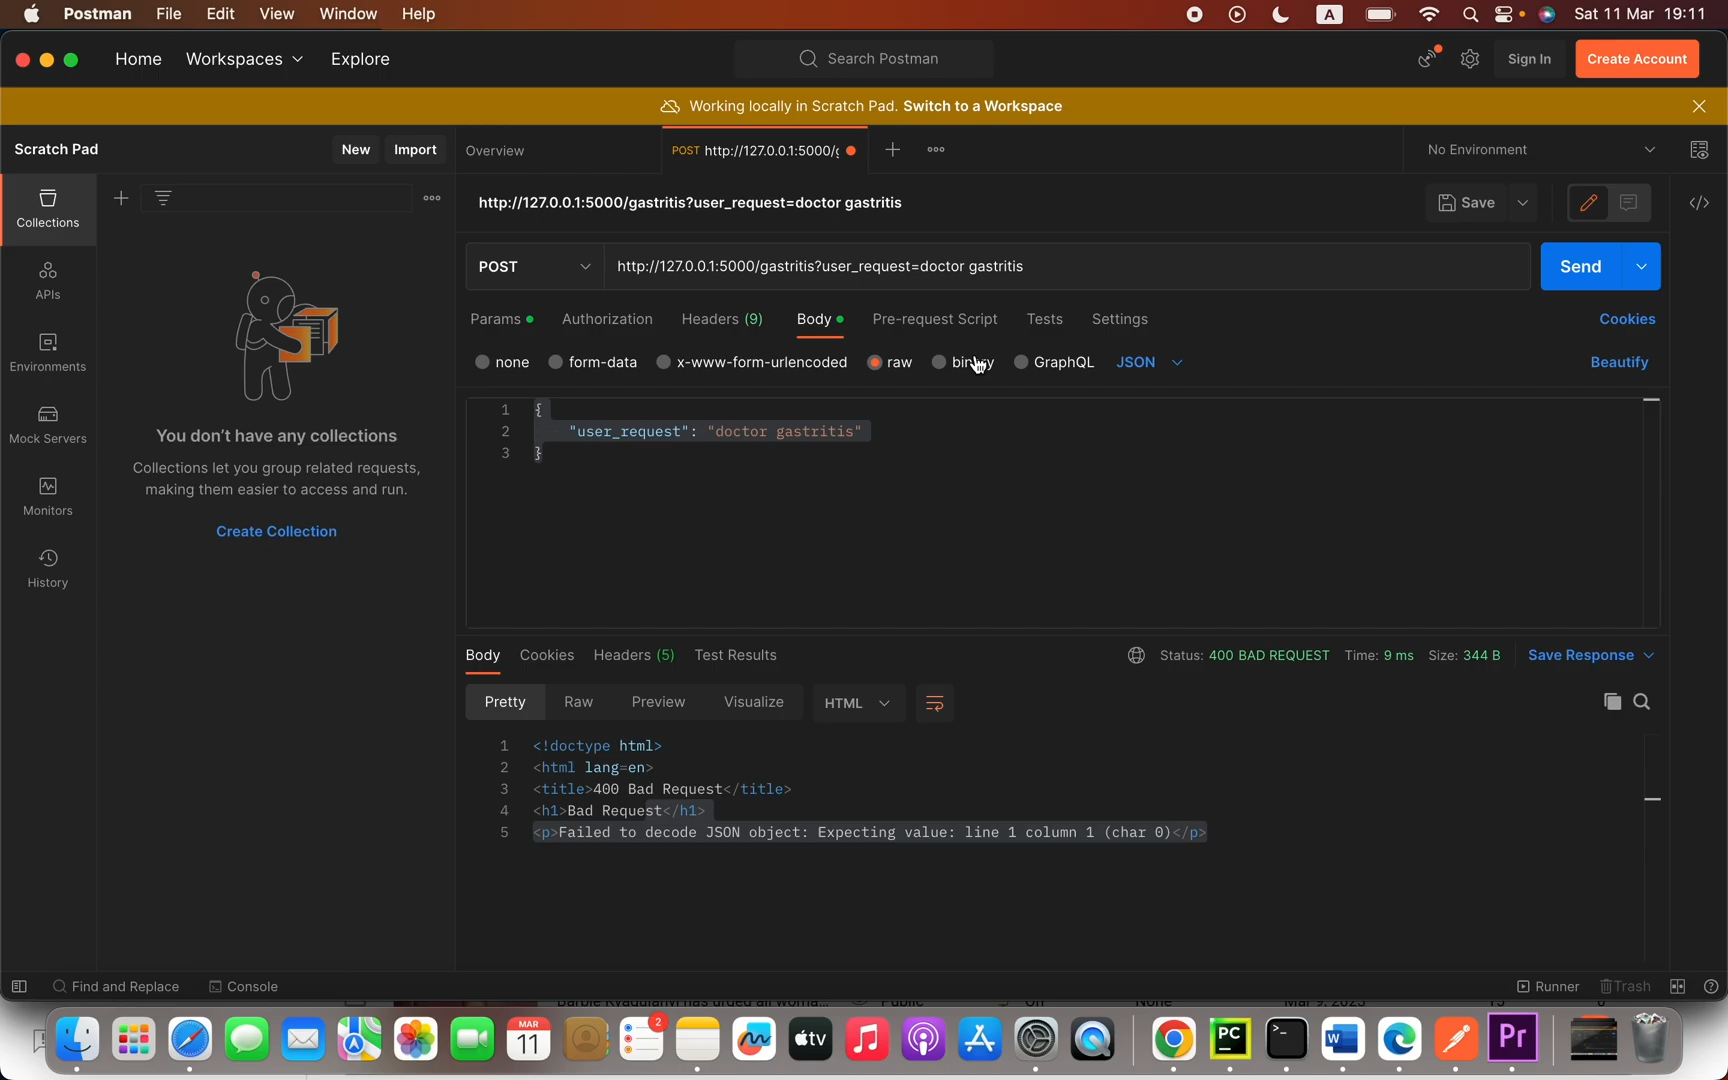 Postman File Edit View Window Help
A Sat 11 Mar 19:11
Home Workspaces Explore
Search Postman
Sign In Create Account
Working locally in Scratch Pad. Switch to a Workspace
Scratch Pad New Import
Overview POST http://127.0.0.1:5000/
No Environment
Collections
APIs
Environments
Mock Servers
Monitors
History
You don't have any collections
Collections let you group related requests,
making them easier to access and run.
Create Collection
http://127.0.0.1:5000/gastritis?user_request=doctor gastritis
Save
POST http://127.0.0.1:5000/gastritis?user_request=doctor gastritis
Send
Params Authorization Headers (9) Body Pre-request Script Tests Settings Cookies
none form-data x-www-form-urlencoded raw binary GraphQL JSON Beautify
1 {
2 "user_request": "doctor gastritis"
3 }
Body Cookies Headers (5) Test Results Status: 400 BAD REQUEST Time: 9 ms Size: 344 B Save Response
Pretty Raw Preview Visualize HTML
1 <!doctype html>
2 <html lang=en>
3 <title>400 Bad Request</title>
4 <h1>Bad Request</h1>
5 <p>Failed to decode JSON object: Expecting value: line 1 column 1 (char 0)</p>
Find and Replace Console Runner Trash
MAR
11
2
tv
PC
W
Pr